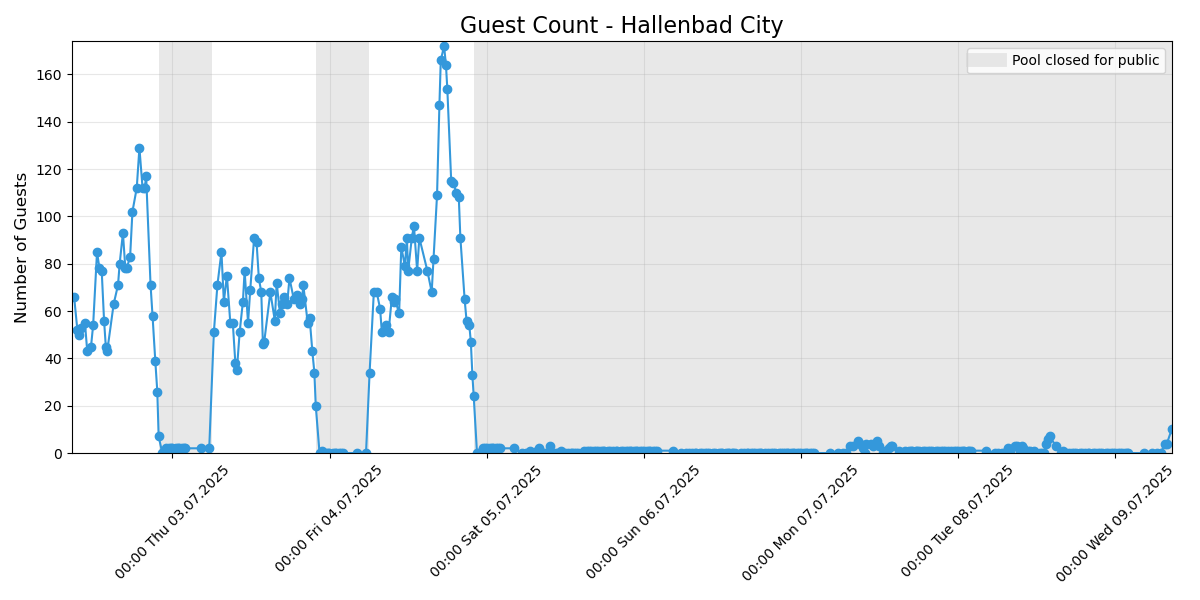 Guest Count - Hallenbad City
Pool closed for public
Number of Guests
160
140
120
100
80
60
40
20
0
00:00 Thu 03.07.2025
00:00 Fri 04.07.2025
00:00 Sat 05.07.2025
00:00 Sun 06.07.2025
00:00 Mon 07.07.2025
00:00 Tue 08.07.2025
00:00 Wed 09.07.2025